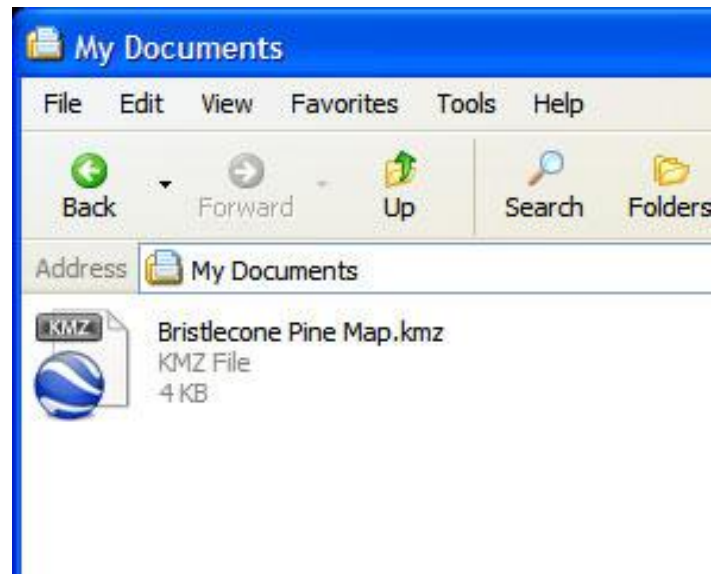 My Documents
File Edit View Favorites Tools Help
Back Forward Up Search Folders
Address My Documents
KMZ
Bristlecone Pine Map.kmz
KMZ File
4 KB